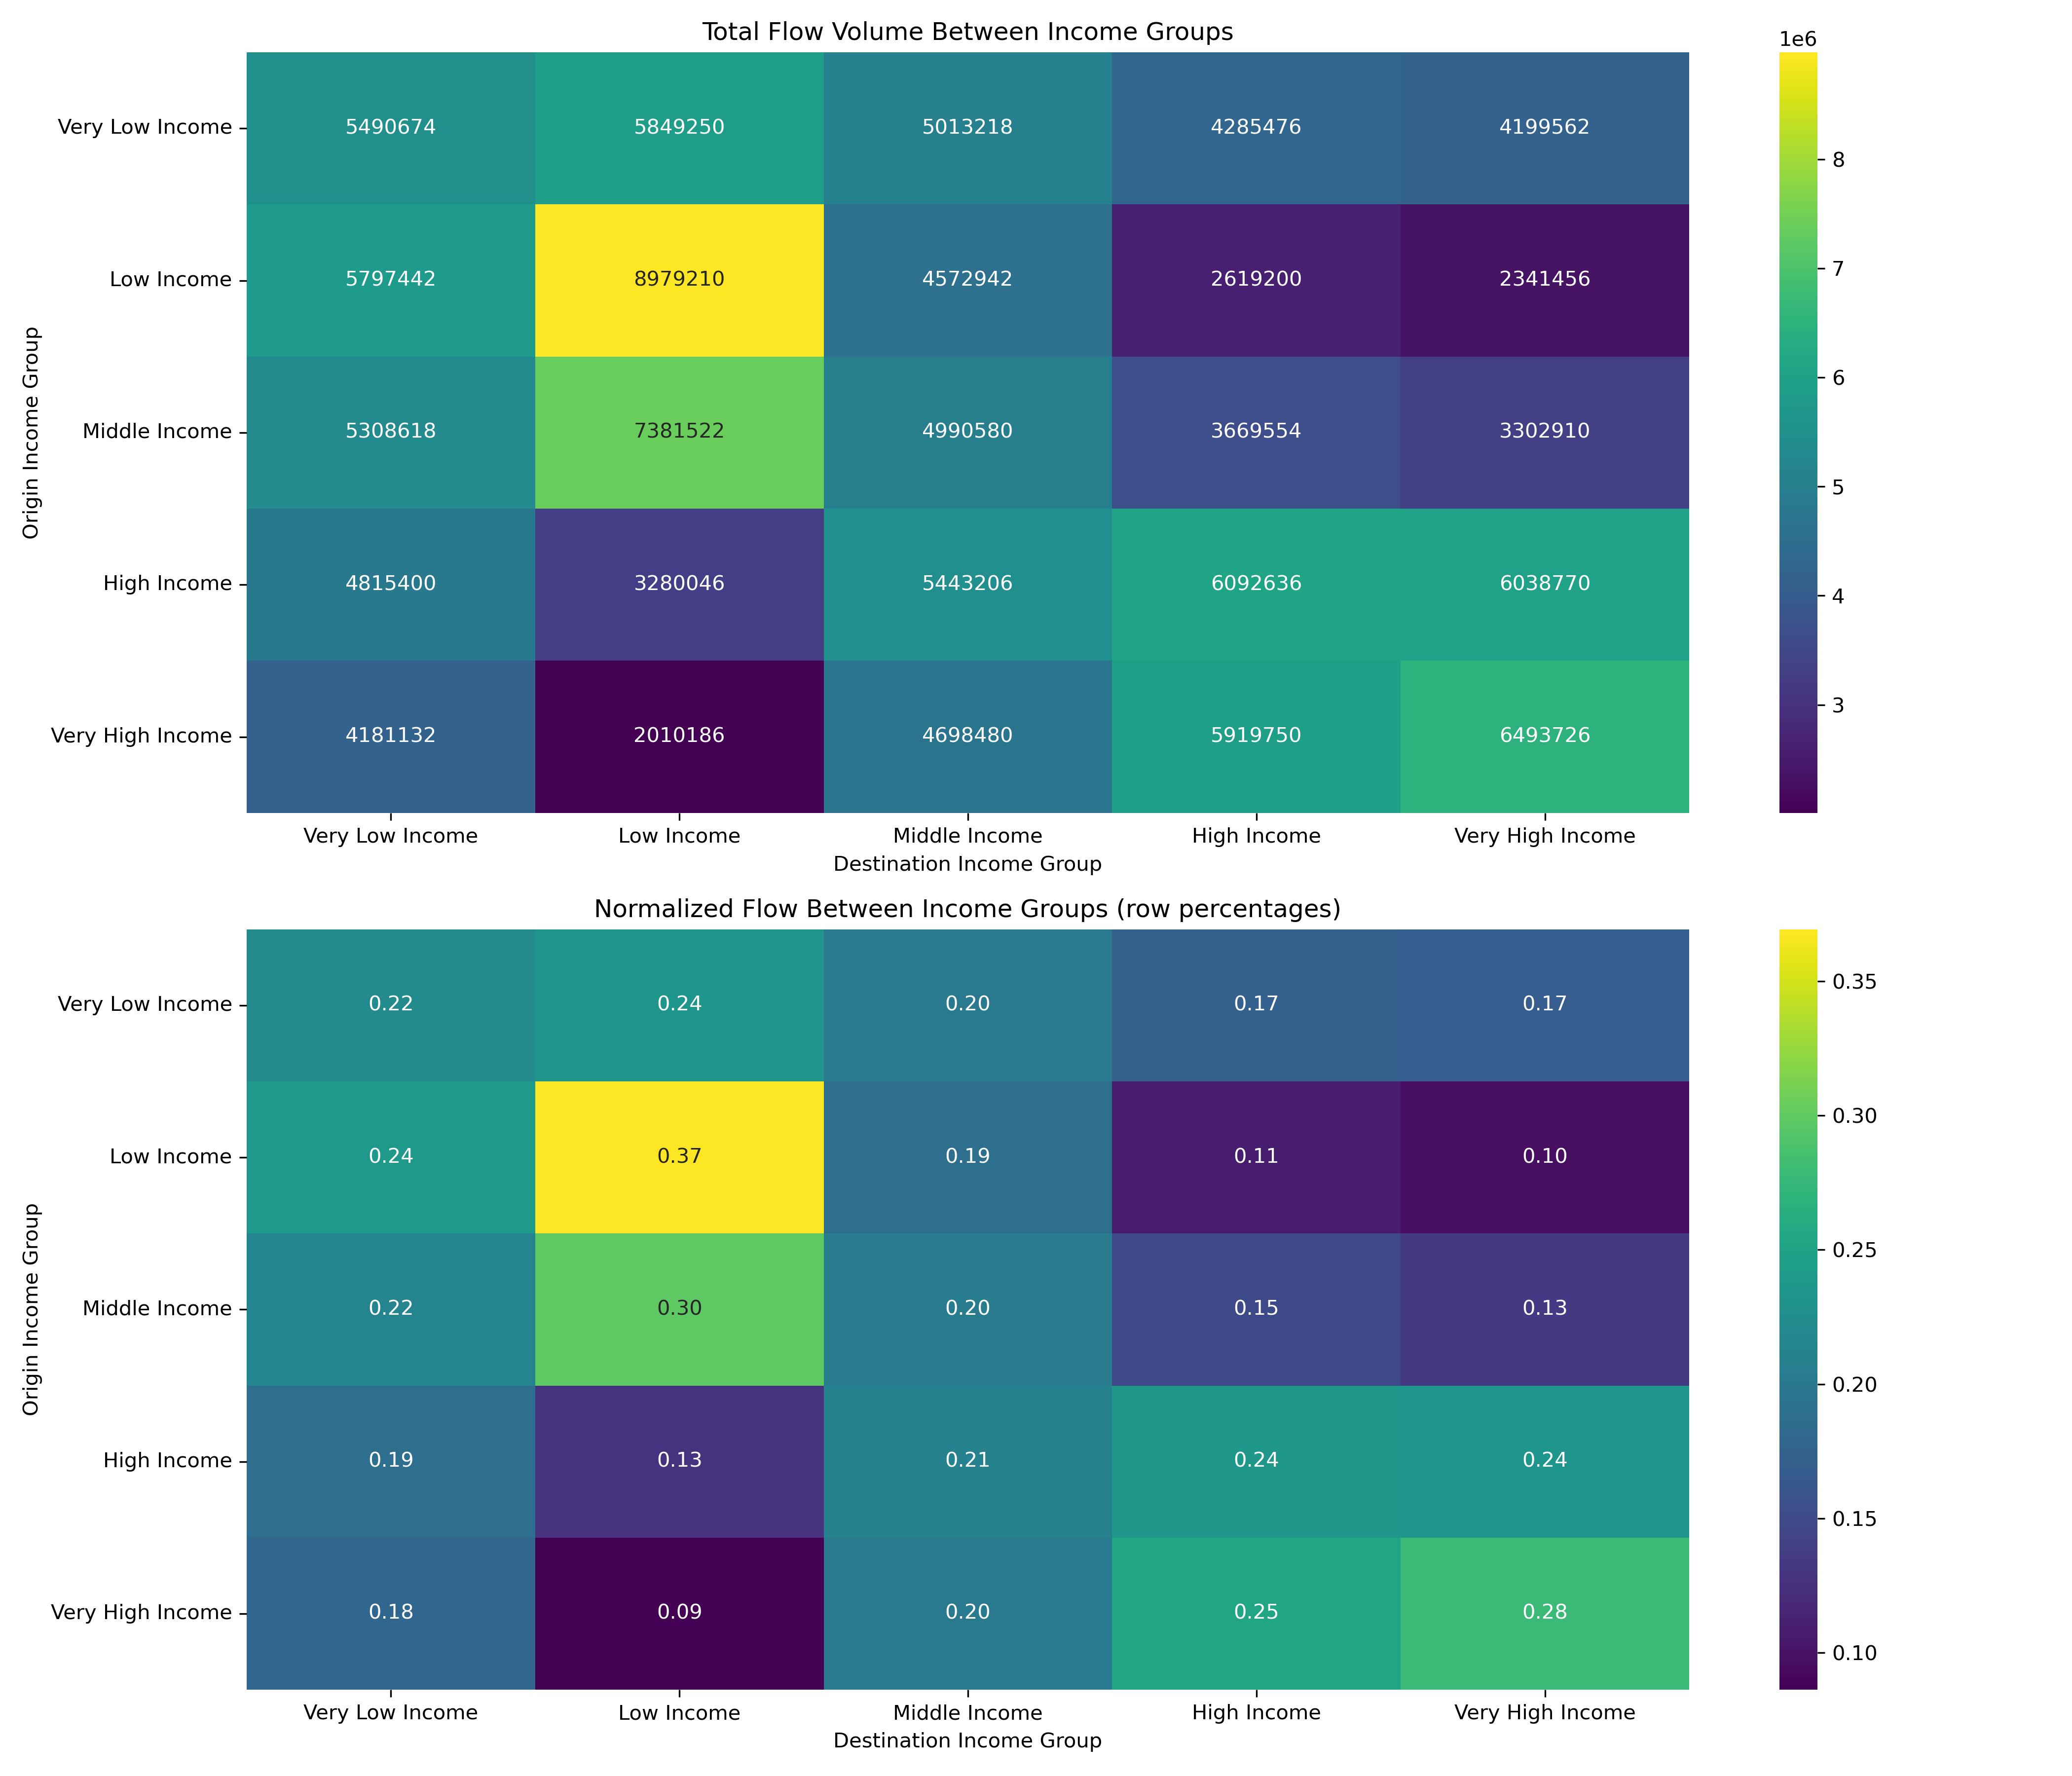 Total Flow Volume Between Income Groups
1e6
Very Low Income 5490674 5849250 5013218 4285476 4199562
Low Income 5797442 8979210 4572942 2619200 2341456
Middle Income 5308618 7381522 4990580 3669554 3302910
High Income 4815400 3280046 5443206 6092636 6038770
Very High Income 4181132 2010186 4698480 5919750 6493726
Origin Income Group
Very Low Income Low Income Middle Income High Income Very High Income
Destination Income Group
8
7
6
5
4
3
Normalized Flow Between Income Groups (row percentages)
Very Low Income 0.22 0.24 0.20 0.17 0.17
Low Income 0.24 0.37 0.19 0.11 0.10
Middle Income 0.22 0.30 0.20 0.15 0.13
High Income 0.19 0.13 0.21 0.24 0.24
Very High Income 0.18 0.09 0.20 0.25 0.28
Origin Income Group
Very Low Income Low Income Middle Income High Income Very High Income
Destination Income Group
0.35
0.30
0.25
0.20
0.15
0.10